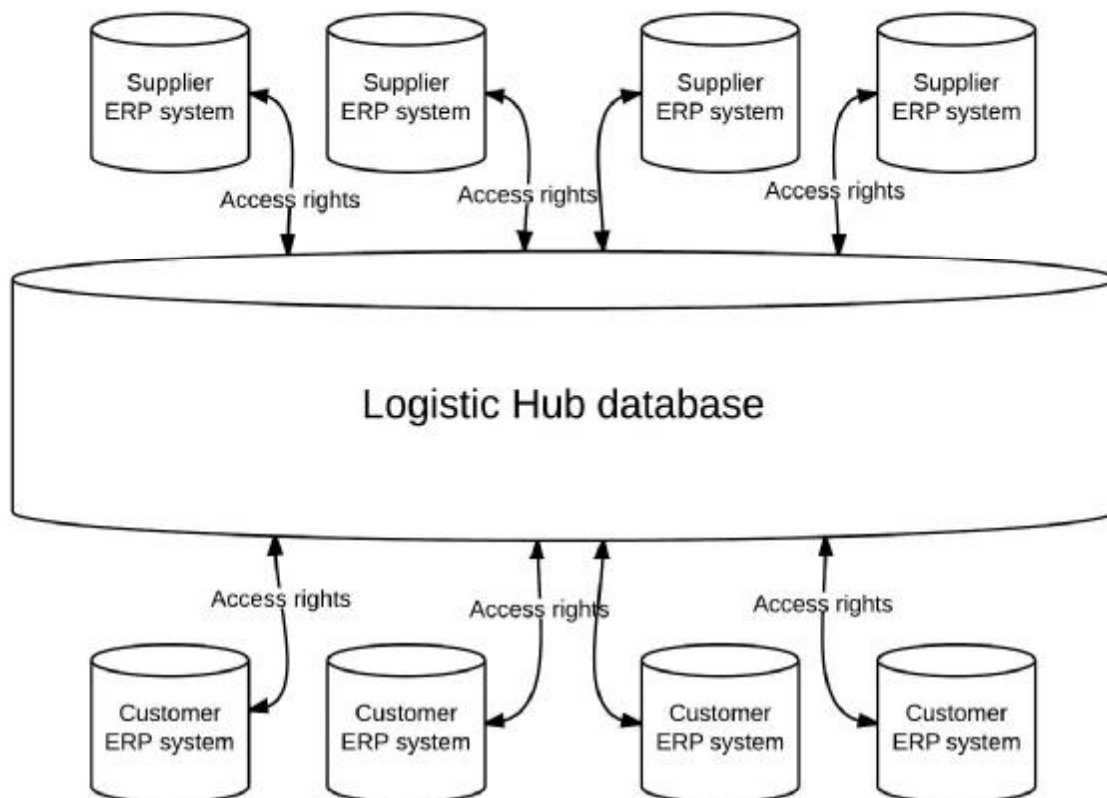 Supplier
ERP system
Supplier
ERP system
Supplier
ERP system
Supplier
ERP system
Access rights
Access rights
Access rights
Logistic Hub database
Access rights
Access rights
Access rights
Customer
ERP system
Customer
ERP system
Customer
ERP system
Customer
ERP system